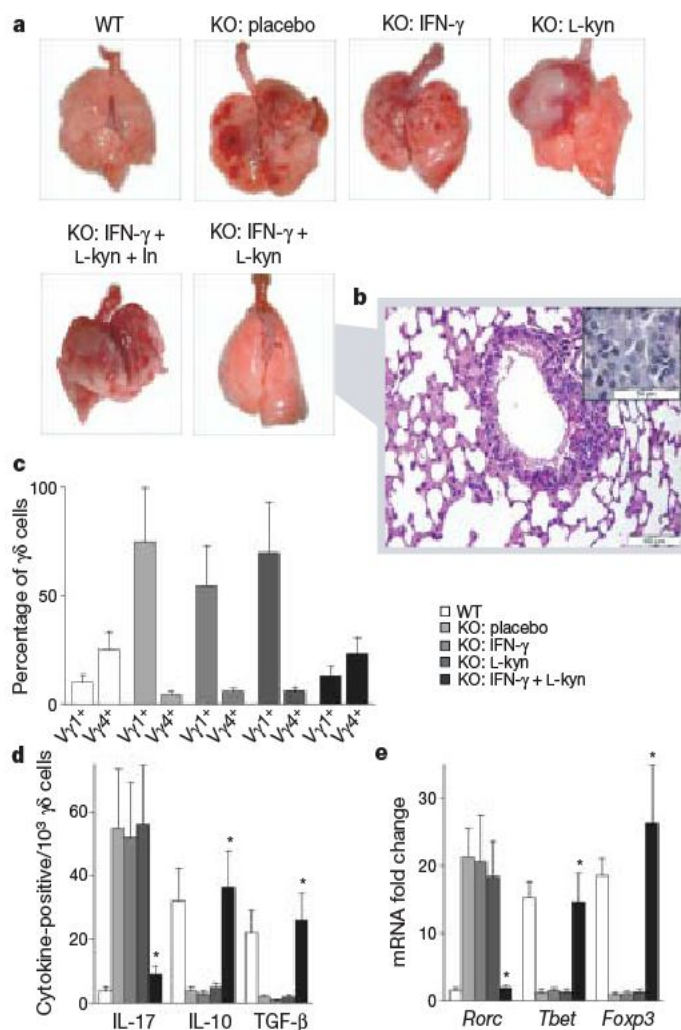 a
WT
KO: placebo
KO: IFN-γ
KO: L-kyn
KO: IFN-γ +
L-kyn + In
KO: IFN-γ +
L-kyn
b
c
Percentage of γδ cells
100
50
0
Vγ1+ Vγ4+ Vγ1+ Vγ4+ Vγ1+ Vγ4+ Vγ1+ Vγ4+ Vγ1+ Vγ4+
WT
KO: placebo
KO: IFN-γ
KO: L-kyn
KO: IFN-γ + L-kyn
d
Cytokine-positive/10³ γδ cells
60
40
20
0
* * *
IL-17 IL-10 TGF-β
e
mRNA fold change
30
20
10
0
* * *
Rorc Tbet Foxp3